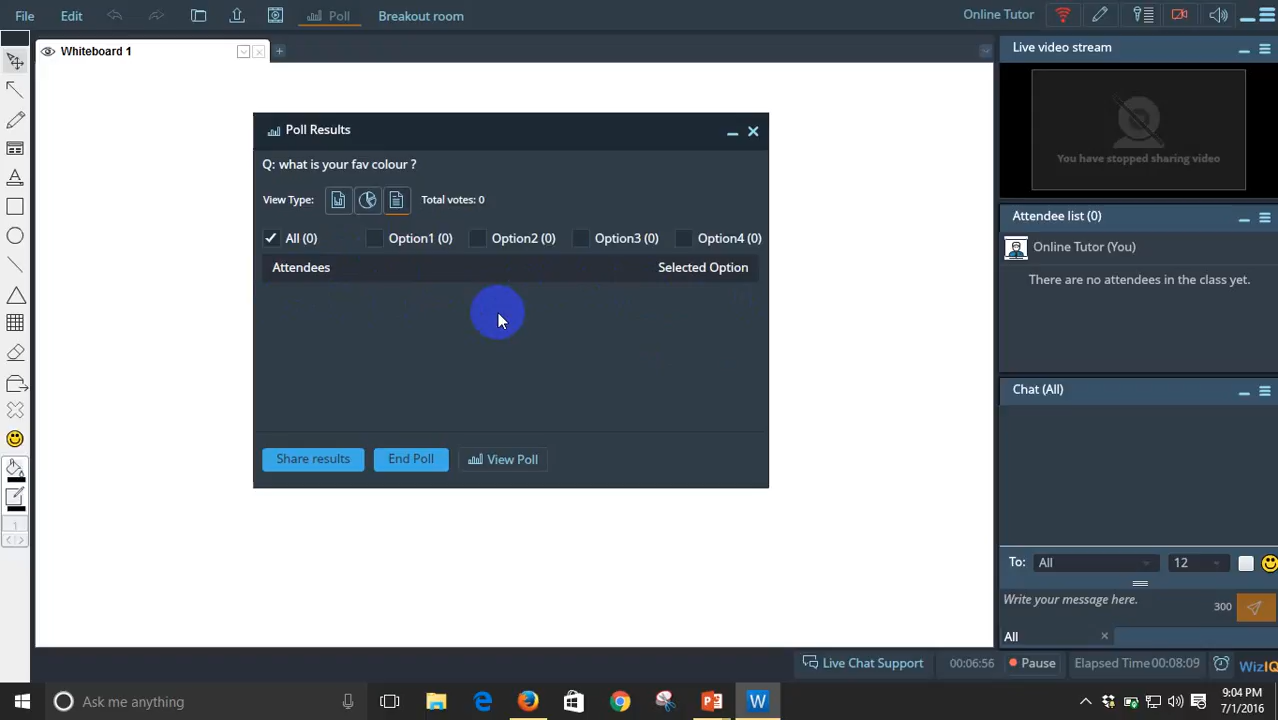 File Edit Poll Breakout room Online Tutor
Whiteboard 1
Live video stream
You have stopped sharing video
Poll Results
Q: what is your fav colour ?
View Type: Total votes: 0
All (0) Option1 (0) Option2 (0) Option3 (0) Option4 (0)
Attendees Selected Option
Share results End Poll View Poll
Attendee list (0)
Online Tutor (You)
There are no attendees in the class yet.
Chat (All)
To: All 12
Write your message here. 300
All
1
Live Chat Support 00:06:56 Pause Elapsed Time 00:08:09 WizIQ
Ask me anything
9:04 PM
7/1/2016